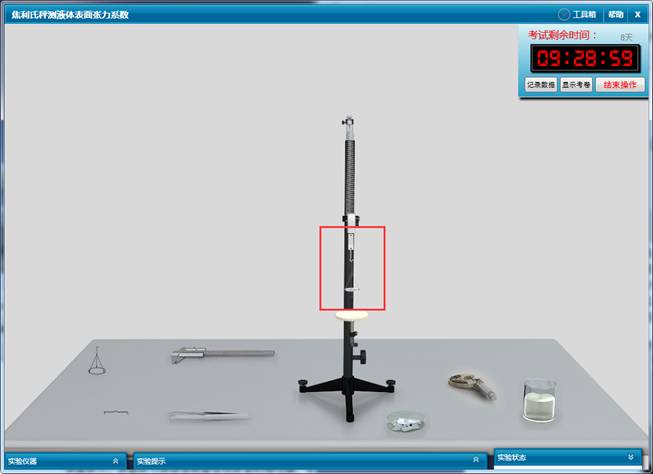 焦利氏秤测液体表面张力系数
工具箱 帮助 X
考试剩余时间： 8天
09:28:59
记录数据 显示考卷 结束操作
实验仪器
实验提示
实验状态